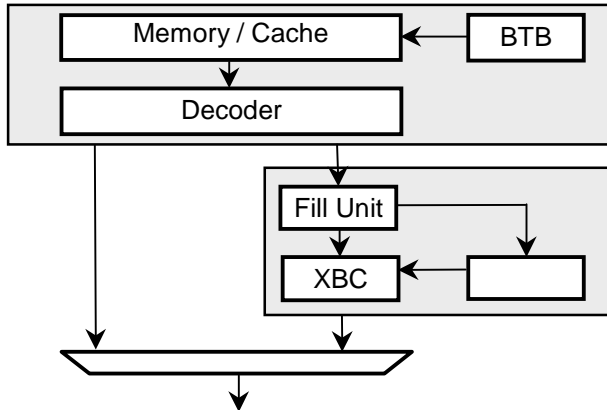 Memory / Cache
BTB
Decoder
Fill Unit
XBC